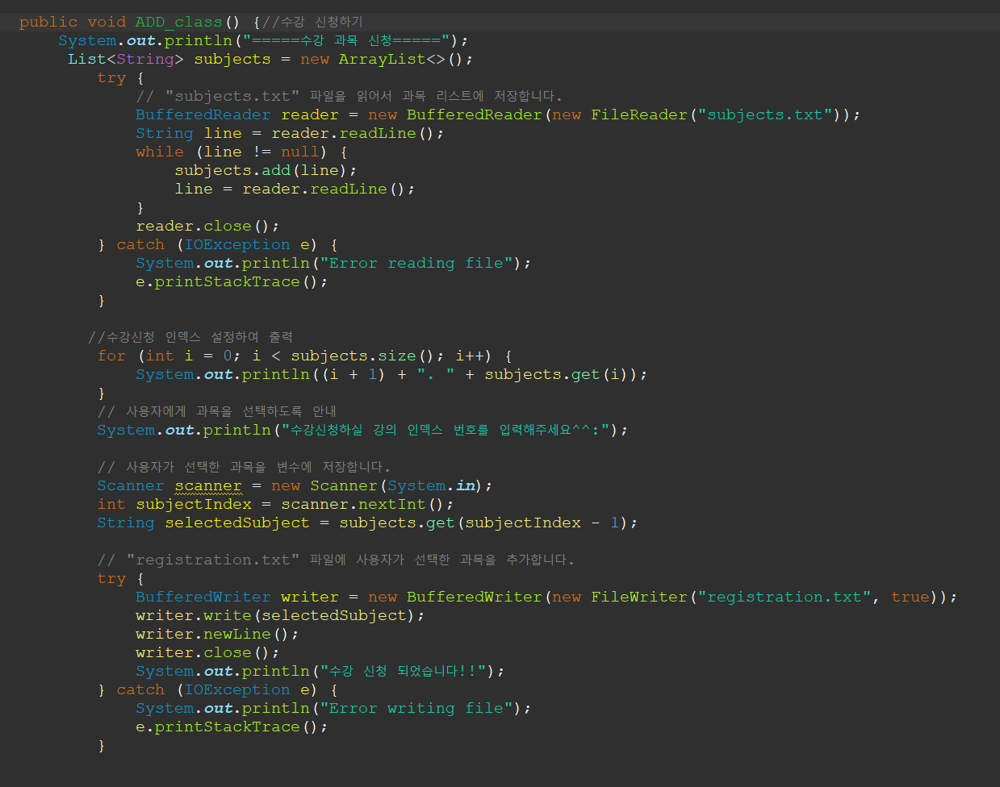 public void ADD_class() {//수강 신청하기
System.out.println("=====수강 과목 신청=====");
List<String> subjects = new ArrayList<>();
try {
// "subjects.txt" 파일을 읽어서 과목 리스트에 저장합니다.
BufferedReader reader = new BufferedReader(new FileReader("subjects.txt"));
String line = reader.readLine();
while (line != null) {
subjects.add(line);
line = reader.readLine();
}
reader.close();
} catch (IOException e) {
System.out.println("Error reading file");
e.printStackTrace();
}
//수강신청 인덱스 설정하여 출력
for (int i = 0; i < subjects.size(); i++) {
System.out.println((i + 1) + ". " + subjects.get(i));
}
// 사용자에게 과목을 선택하도록 안내
System.out.println("수강신청하실 강의 인덱스 번호를 입력해주세요^^:");
// 사용자가 선택한 과목을 변수에 저장합니다.
Scanner scanner = new Scanner(System.in);
int subjectIndex = scanner.nextInt();
String selectedSubject = subjects.get(subjectIndex - 1);
// "registration.txt" 파일에 사용자가 선택한 과목을 추가합니다.
try {
BufferedWriter writer = new BufferedWriter(new FileWriter("registration.txt", true));
writer.write(selectedSubject);
writer.newLine();
writer.close();
System.out.println("수강 신청 되었습니다!!");
} catch (IOException e) {
System.out.println("Error writing file");
e.printStackTrace();
}